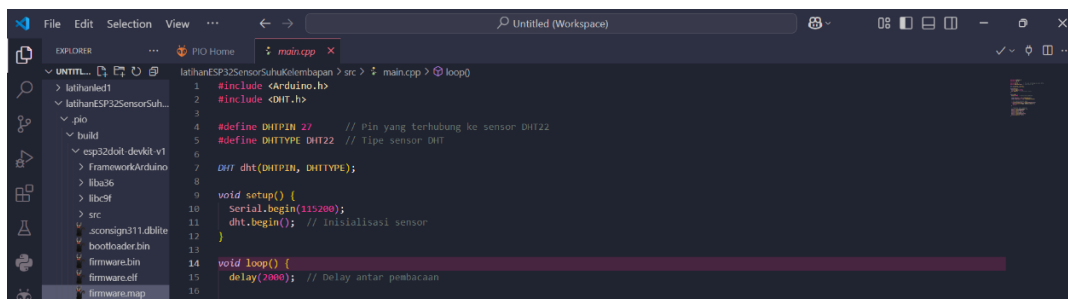 File Edit Selection View ··· Untitled (Workspace)
EXPLORER ··· PIO Home main.cpp
UNTITL...
latihanled1
latihanESP32SensorSuh...
.pio
build
esp32doit-devkit-v1
FrameworkArduino
liba36
libc9f
src
.sconsign311.dblite
bootloader.bin
firmware.bin
firmware.elf
firmware.map
latihanESP32SensorSuhuKelembapan > src > main.cpp > loop()
1 #include <Arduino.h>
2 #include <DHT.h>
3
4 #define DHTPIN 27 // Pin yang terhubung ke sensor DHT22
5 #define DHTTYPE DHT22 // Tipe sensor DHT
6
7 DHT dht(DHTPIN, DHTTYPE);
8
9 void setup() {
10 Serial.begin(115200);
11 dht.begin(); // Inisialisasi sensor
12 }
13
14 void loop() {
15 delay(2000); // Delay antar pembacaan
16